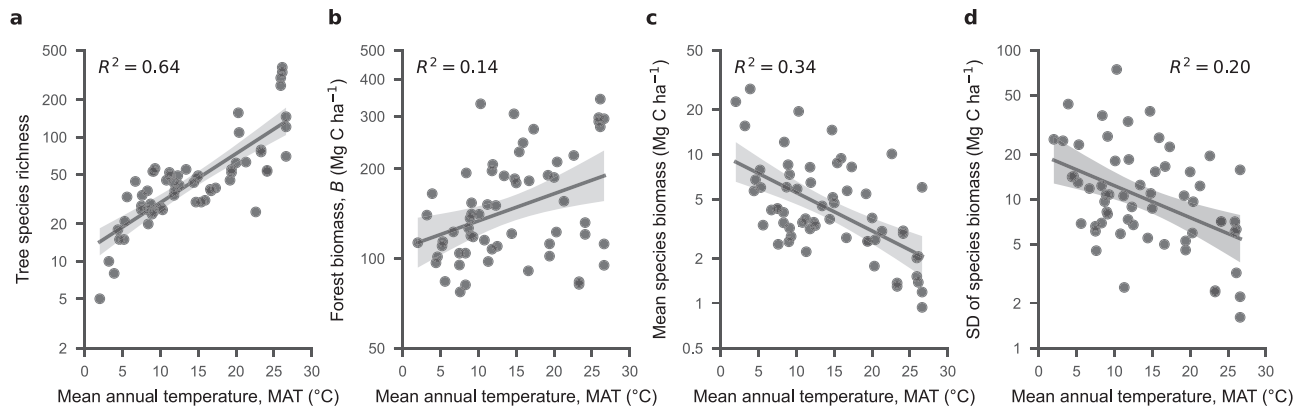 a
R² = 0.64
Tree species richness
500
200
100
50
20
10
5
2
0 5 10 15 20 25 30
Mean annual temperature, MAT (°C)
b
R² = 0.14
Forest biomass, B (Mg C ha⁻¹)
500
400
300
200
100
50
0 5 10 15 20 25 30
Mean annual temperature, MAT (°C)
c
R² = 0.34
Mean species biomass (Mg C ha⁻¹)
50
20
10
5
2
1
0.5
0 5 10 15 20 25 30
Mean annual temperature, MAT (°C)
d
R² = 0.20
SD of species biomass (Mg C ha⁻¹)
100
50
20
10
5
2
1
0 5 10 15 20 25 30
Mean annual temperature, MAT (°C)